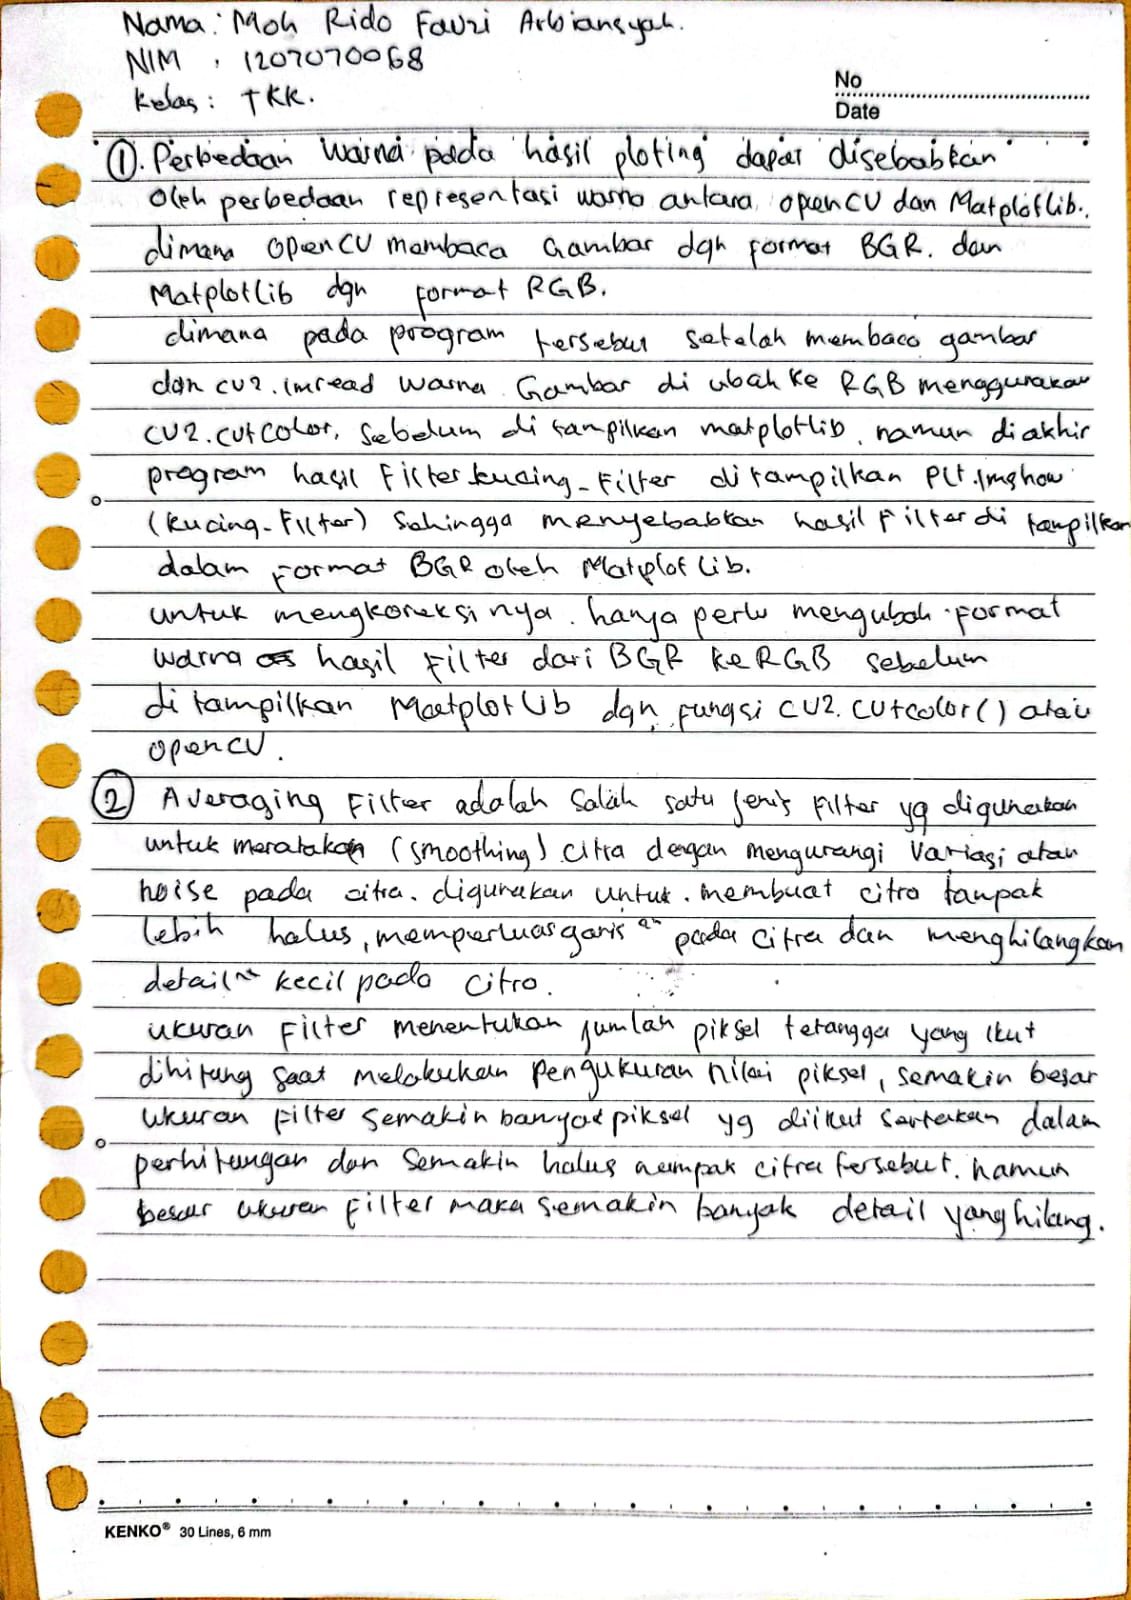 Nama : Moh Rido Fauzi Arbiansyah.
NIM : 1207070068
Kelas : TKK.
No
Date
①. Perbedaan warna pada hasil ploting dapat disebabkan
oleh perbedaan representasi warna antara openCV dan Matplotlib.
dimana openCV membaca Gambar dgn format BGR. dan
Matplotlib dgn format RGB.
dimana pada program tersebut setelah membaca gambar
dan cv2.imread warna Gambar di ubah ke RGB menggunakan
CV2.cvtcolor, sebelum di tampilkan matplotlib, namun diakhir
program hasil Filter kucing_Filter di tampilkan Plt.Imshow
(kucing_Filter) Sehingga menyebabkan hasil Filter di tampilkan
dalam format BGR oleh Matplotlib.
untuk mengkoreksi nya. hanya perlu mengubah format
warna hasil Filter dari BGR ke RGB sebelum
di tampilkan Matplotlib dgn fungsi CV2.cvtcolor() atau
openCV.
② Averaging Filter adalah Salah satu jenis Filter yg digunakan
untuk meratakan (smoothing) Citra dengan mengurangi Variasi atau
noise pada citra. digunakan untuk membuat citra tampak
lebih halus, memperluas garis an pada citra dan menghilangkan
detail" kecil pada citra.
ukuran Filter menentukan jumlah piksel tetangga yang ikut
dihitung saat melakukan Pengukuran nilai piksel, semakin besar
ukuran Filter semakin banyak piksel yg diikut sertakan dalam
perhitungan dan Semakin halus nampak citra tersebut. namun
besar ukuran Filter maka semakin banyak detail yang hilang.
KENKO® 30 Lines, 6 mm